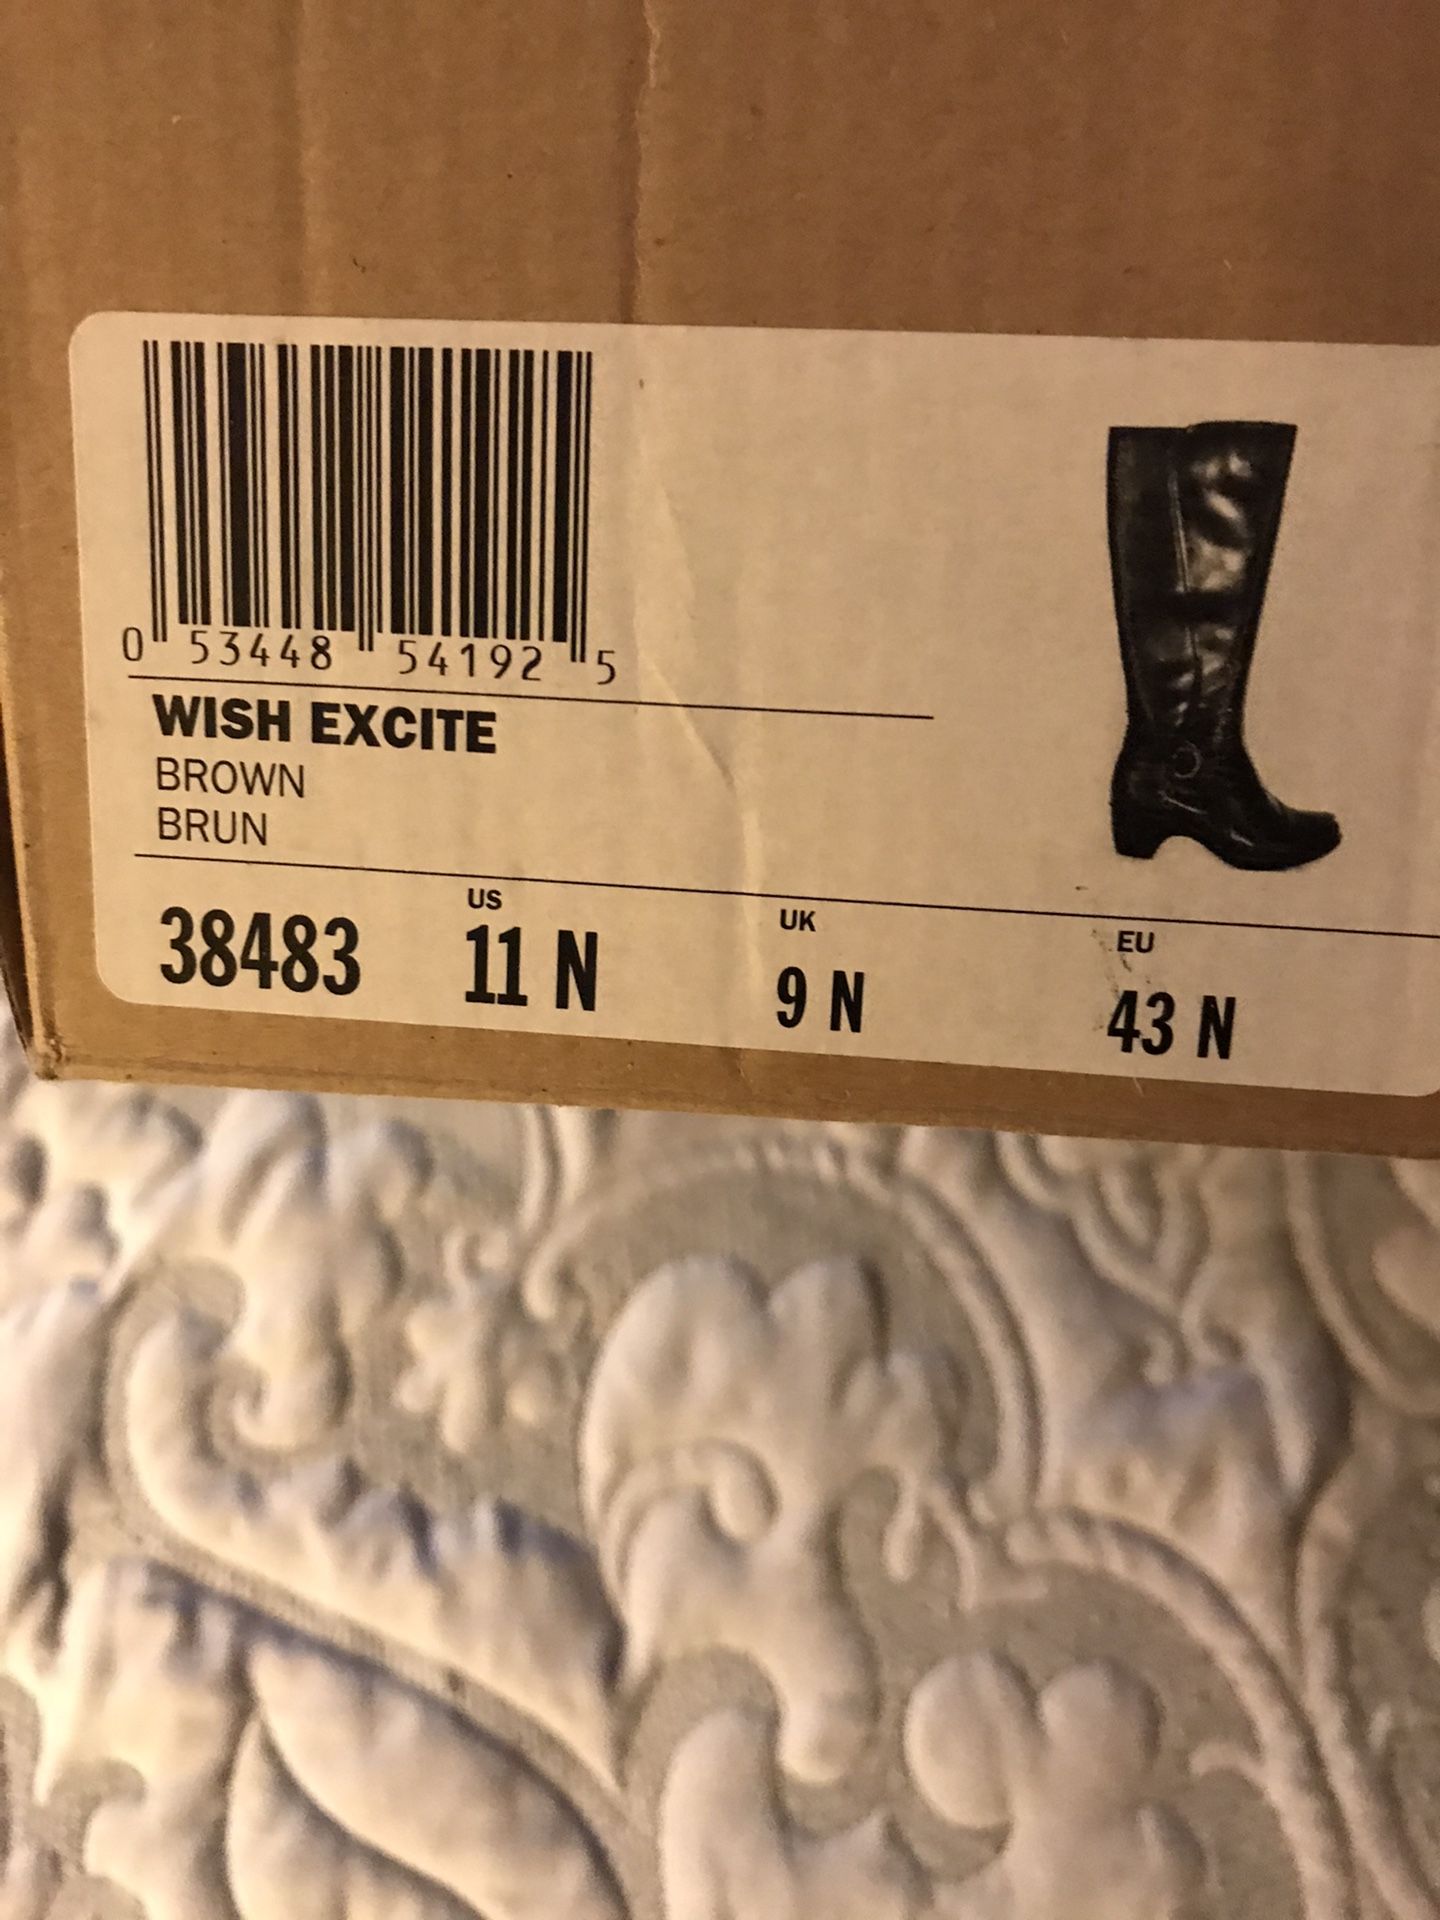 0 53448 54192 5
WISH EXCITE
BROWN
BRUN
US UK EU
38483 11 N 9 N 43 N